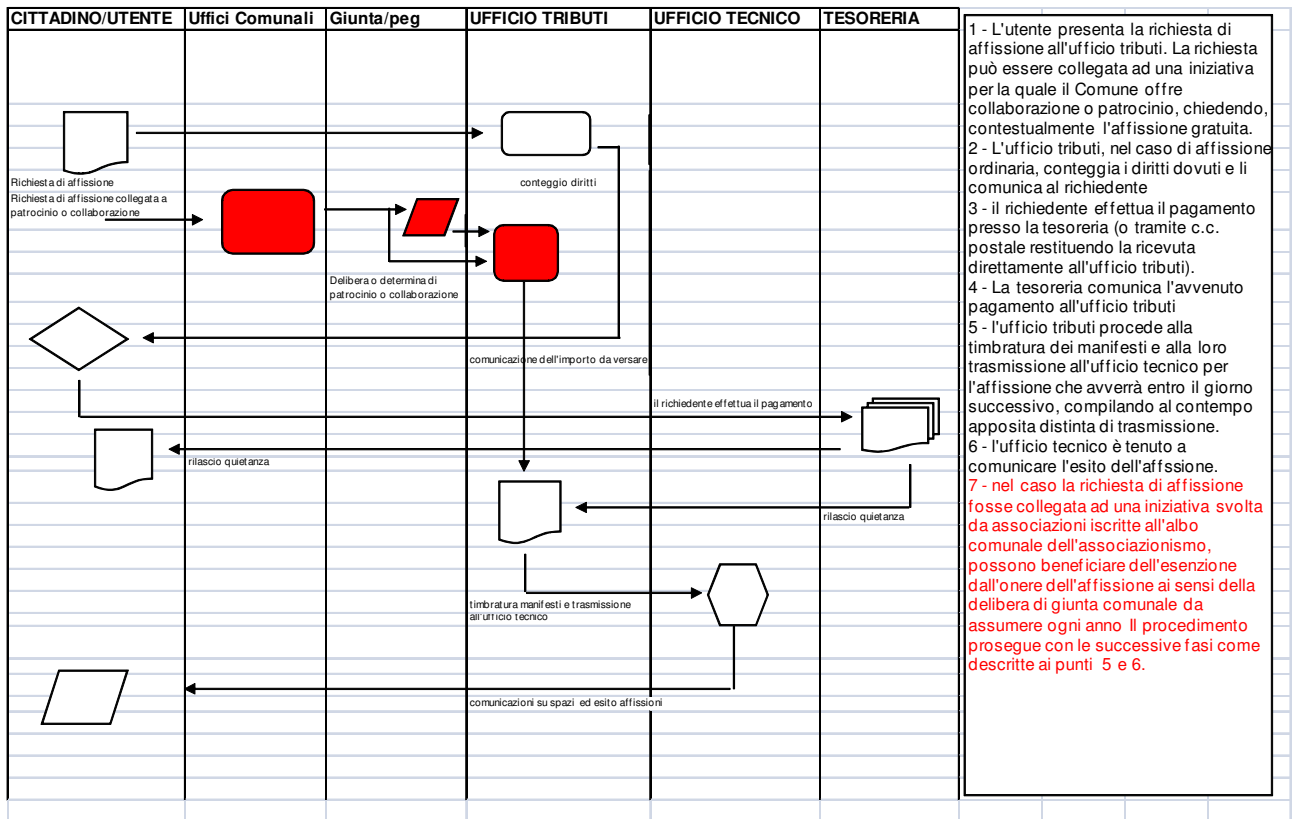 CITTADINO/UTENTE
Uffici Comunali
Giunta/peg
UFFICIO TRIBUTI
UFFICIO TECNICO
TESORERIA
Richiesta di affissione
conteggio diritti
Richiesta di affissione collegata a
patrocinio o collaborazione
Delibera o determina di
patrocinio o collaborazione
comunicazione dell'importo da versare
il richiedente effettua il pagamento
rilascio quietanza
rilascio quietanza
timbratura manifesti e trasmissione
all'ufficio tecnico
comunicazioni su spazi ed esito affissioni
1 - L'utente presenta la richiesta di
affissione all'ufficio tributi. La richiesta
può essere collegata ad una iniziativa
per la quale il Comune offre
collaborazione o patrocinio, chiedendo,
contestualmente l'affissione gratuita.
2 - L'ufficio tributi, nel caso di affissione
ordinaria, conteggia i diritti dovuti e li
comunica al richiedente
3 - il richiedente effettua il pagamento
presso la tesoreria (o tramite c.c.
postale restituendo la ricevuta
direttamente all'ufficio tributi).
4 - La tesoreria comunica l'avvenuto
pagamento all'ufficio tributi
5 - l'ufficio tributi procede alla
timbratura dei manifesti e alla loro
trasmissione all'ufficio tecnico per
l'affissione che avverrà entro il giorno
successivo, compilando al contempo
apposita distinta di trasmissione.
6 - l'ufficio tecnico è tenuto a
comunicare l'esito dell'affssione.
7 - nel caso la richiesta di affissione
fosse collegata ad una iniziativa svolta
da associazioni iscritte all'albo
comunale dell'associazionismo,
possono beneficiare dell'esenzione
dall'onere dell'affissione ai sensi della
delibera di giunta comunale da
assumere ogni anno Il procedimento
prosegue con le successive fasi come
descritte ai punti 5 e 6.